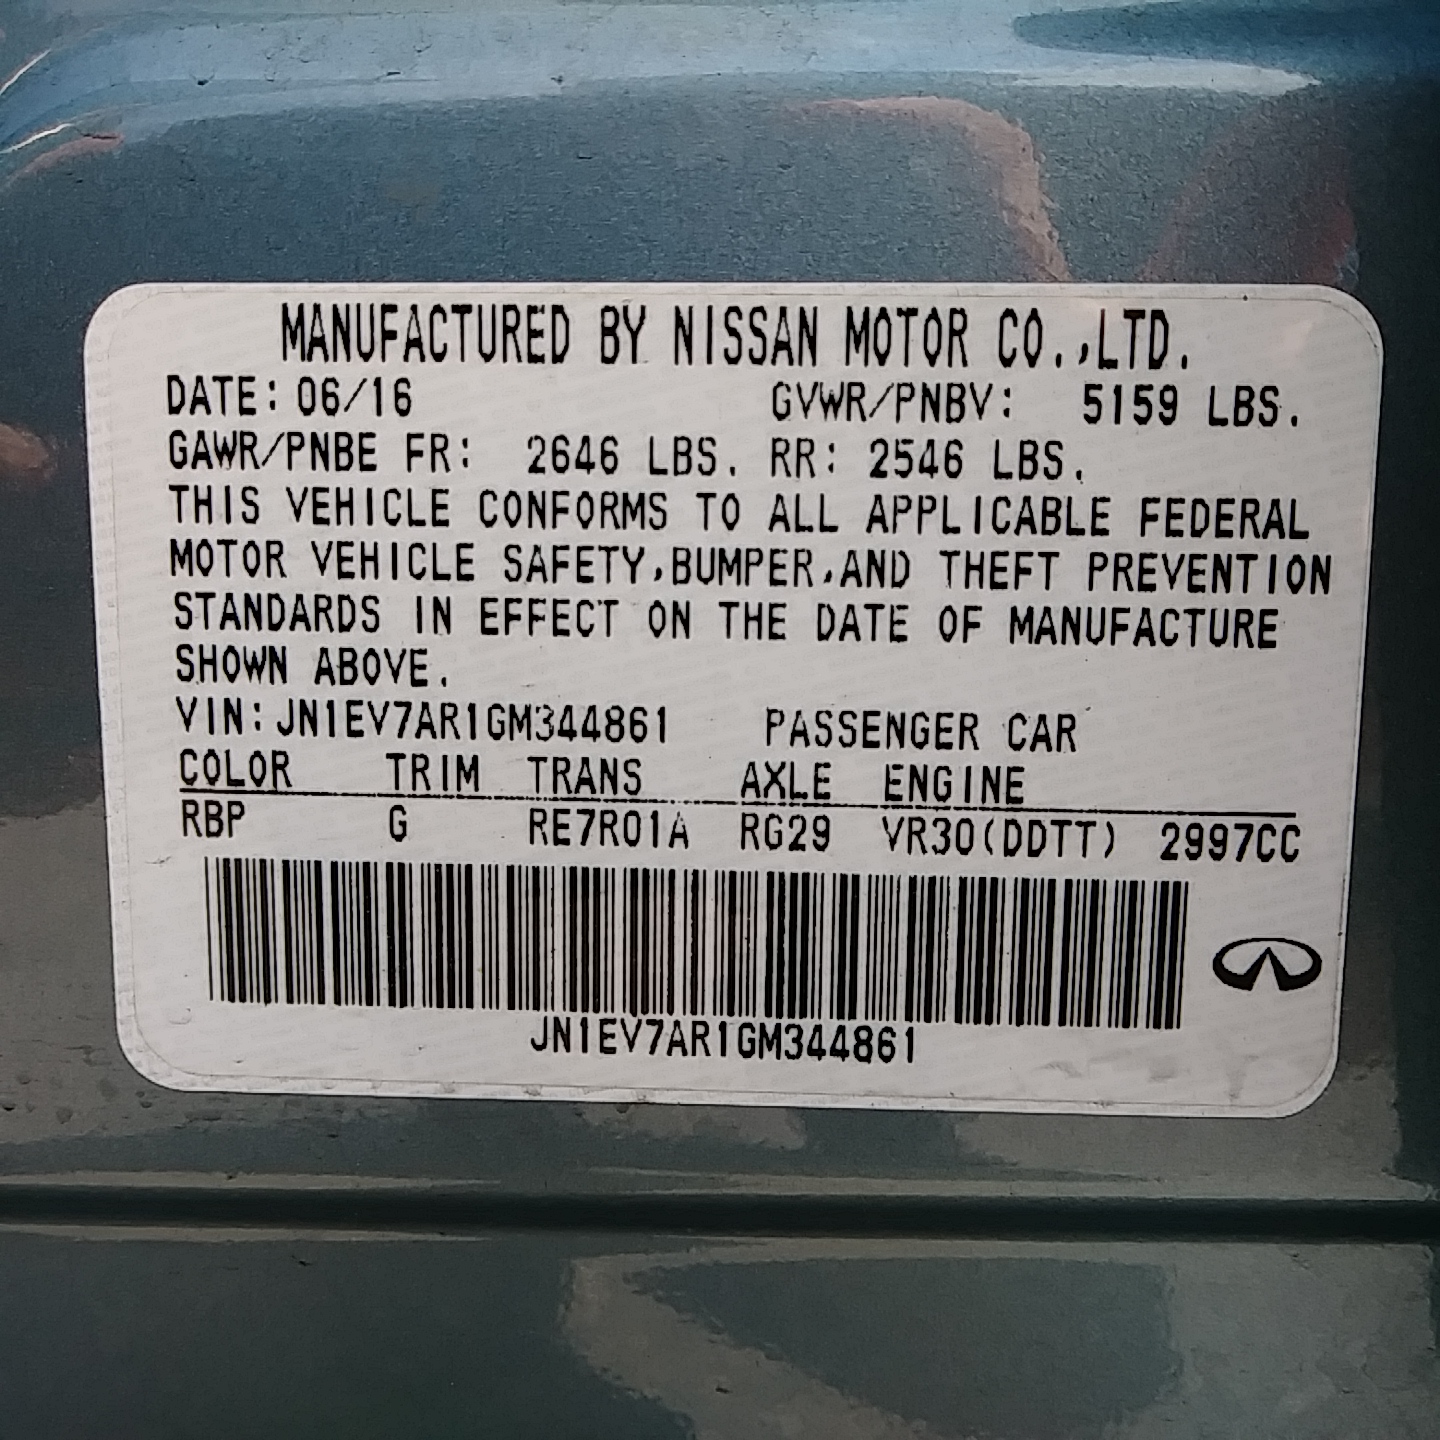 MANUFACTURED BY NISSAN MOTOR CO.,LTD.
DATE: 06/16 GVWR/PNBV: 5159 LBS.
GAWR/PNBE FR: 2646 LBS. RR: 2546 LBS.
THIS VEHICLE CONFORMS TO ALL APPLICABLE FEDERAL
MOTOR VEHICLE SAFETY,BUMPER,AND THEFT PREVENTION
STANDARDS IN EFFECT ON THE DATE OF MANUFACTURE
SHOWN ABOVE.
VIN: JN1EV7AR1GM344861 PASSENGER CAR
COLOR TRIM TRANS AXLE ENGINE
RBP G RE7R01A RG29 VR30(DDTT) 2997CC
JN1EV7AR1GM344861